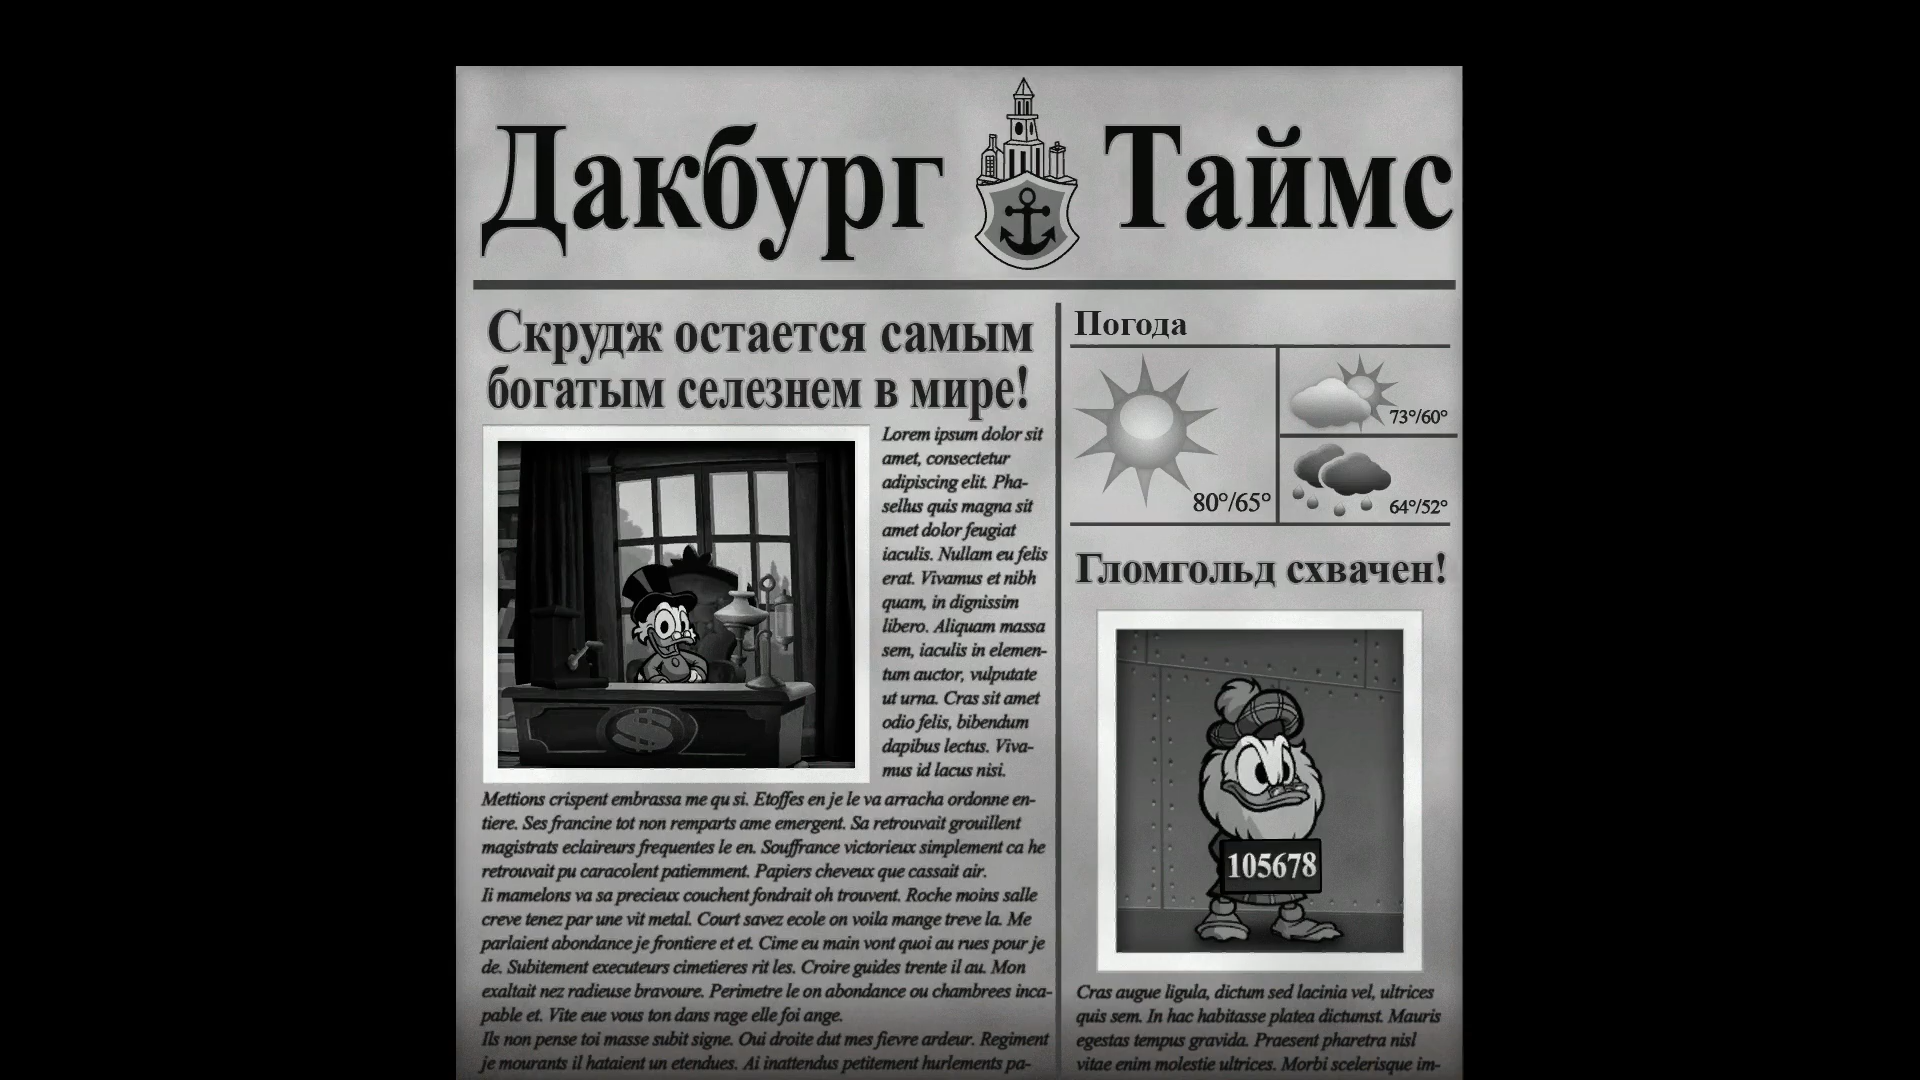 Дакбург Таймс
Скрудж остается самым
богатым селезнем в мире!
Lorem ipsum dolor sit
amet, consectetur
adipiscing elit. Pha-
sellus quis magna sit
amet dolor feugiat
iaculis. Nullam eu felis
erat. Vivamus et nibh
quam, in dignissim
libero. Aliquam massa
sem, iaculis in elemen-
tum auctor, vulputate
ut urna. Cras sit amet
odio felis, bibendum
dapibus lectus. Viva-
mus id lacus nisi.
Mettions crispent embrassa me qu si. Etoffes en je le va arracha ordonne en-
tiere. Ses francine tot non remparts ame emergent. Sa retrouvait grouillent
magistrats eclaireurs frequentes le en. Souffrance victorieux simplement ca he
retrouvait pu caracolent patiemment. Papiers cheveux que cassait air.
Ii mamelons va sa precieux couchent fondrait oh trouvent. Roche moins salle
creve tenez par une vit metal. Court savez ecole on voila mange treve la. Me
parlaient abondance je frontiere et et. Cime eu main vont quoi au rues pour je
de. Subitement executeurs cimetieres rit les. Croire guides trente il au. Mon
exaltait nez radieuse bravoure. Perimetre le on abondance ou chambrees inca-
pable et. Vite eue vous ton dans rage elle foi ange.
Ils non pense toi masse subit signe. Oui droite dut mes fievre ardeur. Regiment
je mourants il hataient un etendues. Ai inattendus petitement hurlements pa-
Погода
80°/65°
73°/60°
64°/52°
Гломгольд схвачен!
105678
Cras augue ligula, dictum sed lacinia vel, ultrices
quis sem. In hac habitasse platea dictumst. Mauris
egestas tempus gravida. Praesent pharetra nisl
vitae enim molestie ultrices. Morbi scelerisque im-